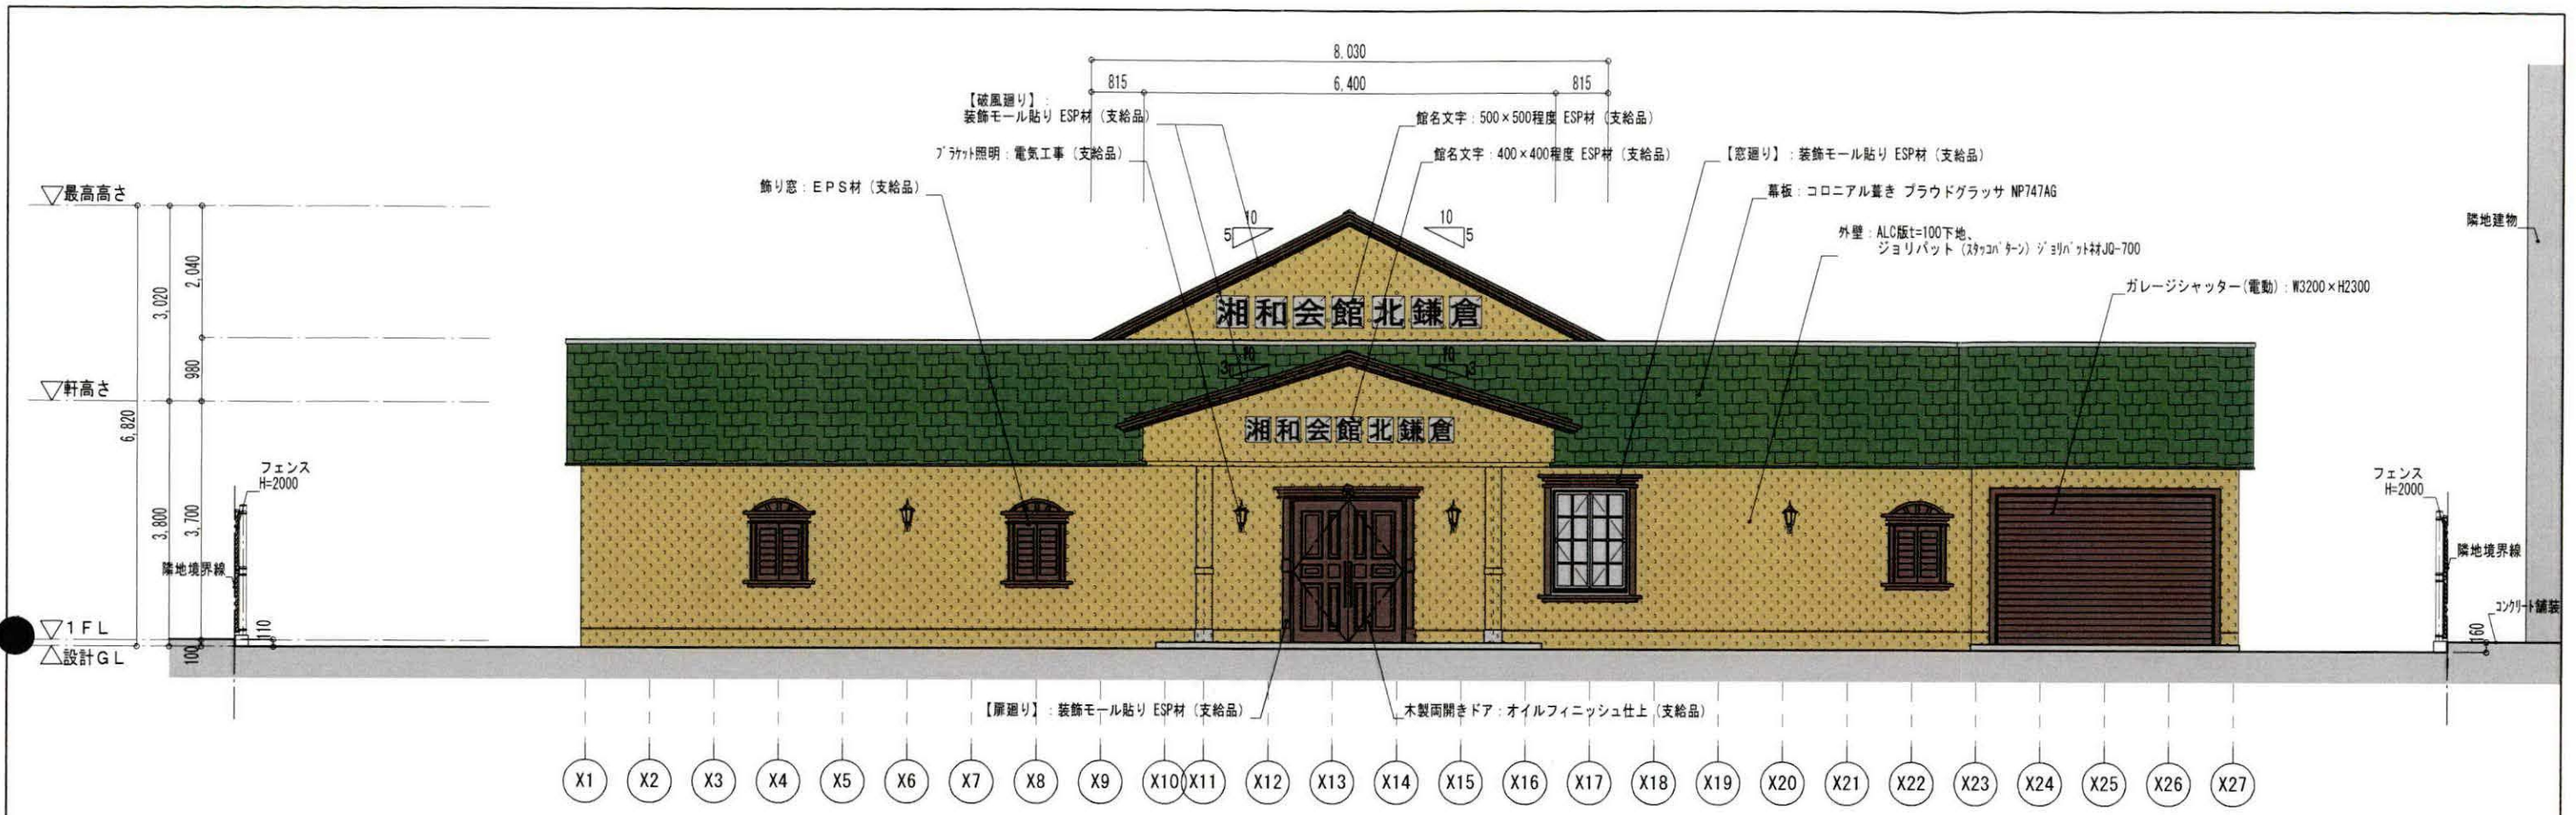 8.030
815
6,400
815
【破風廻り】:
装飾モール貼り ESP材（支給品）
館名文字：500×500程度 ESP材（支給品）
ﾌﾞﾗｹｯﾄ照明：電気工事（支給品）
館名文字：400×400程度 ESP材（支給品）
【窓廻り】：装飾モール貼り ESP材（支給品）
飾り窓：ＥＰＳ材（支給品）
幕板：コロニアル葺き プラウドグラッサ NP747AG
▽最高高さ
隣地建物
10
5
10
5
外壁：ALC版t=100下地、
ジョリパット（ｽﾀｯｺﾊﾟﾀｰﾝ）ｼﾞｮﾘﾊﾟｯﾄﾈｵJQ-700
ガレージシャッター(電動)：W3200×H2300
2,040
3,020
湘和会館北鎌倉
980
10
3
10
3
▽軒高さ
6,820
湘和会館北鎌倉
フェンス
H=2000
フェンス
H=2000
3,800
3,700
隣地境界線
隣地境界線
ｺﾝｸﾘｰﾄ舗装
▽１ＦＬ
110
160
△設計ＧＬ
100
【扉廻り】：装飾モール貼り ESP材（支給品）
木製両開きドア：オイルフィニッシュ仕上（支給品）
X1
X2
X3
X4
X5
X6
X7
X8
X9
X10
X11
X12
X13
X14
X15
X16
X17
X18
X19
X20
X21
X22
X23
X24
X25
X26
X27